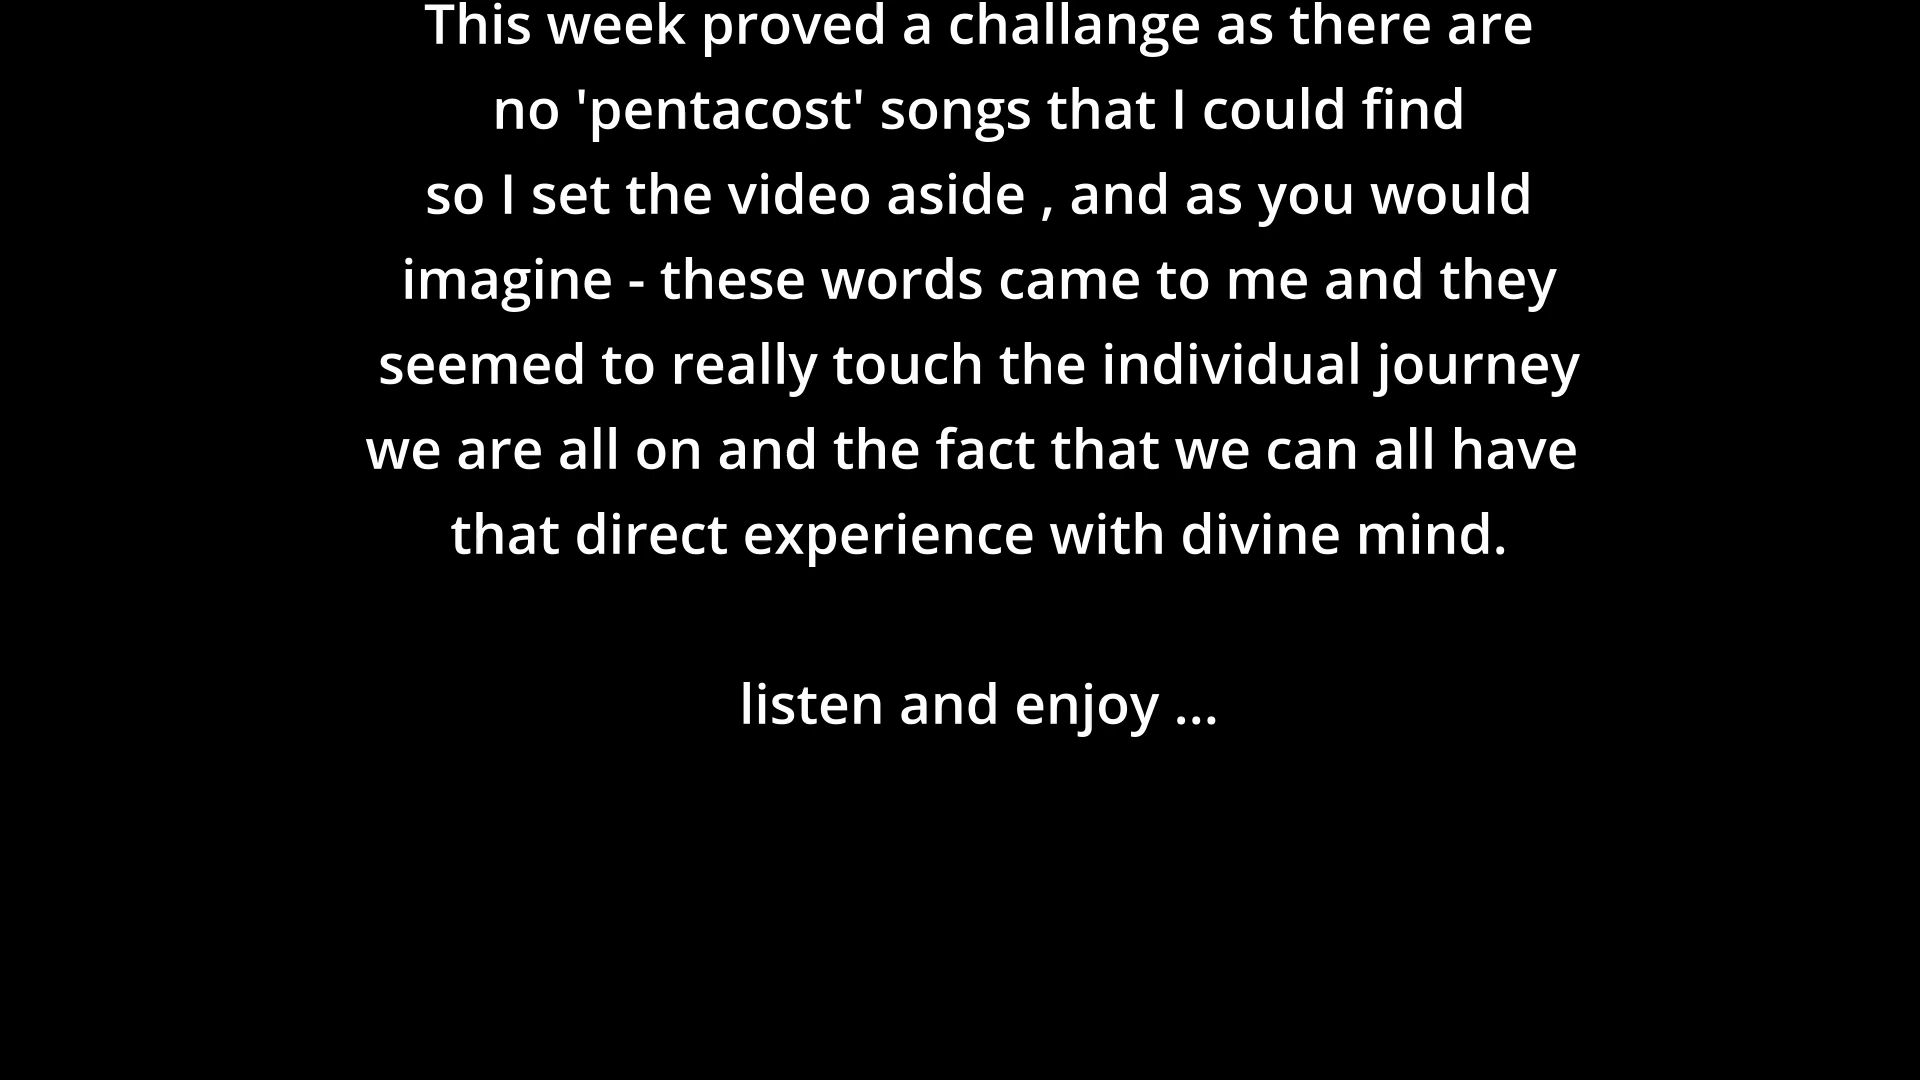 This week proved a challange as there are
no 'pentacost' songs that I could find
so I set the video aside , and as you would
imagine - these words came to me and they
seemed to really touch the individual journey
we are all on and the fact that we can all have
that direct experience with divine mind.
listen and enjoy ...